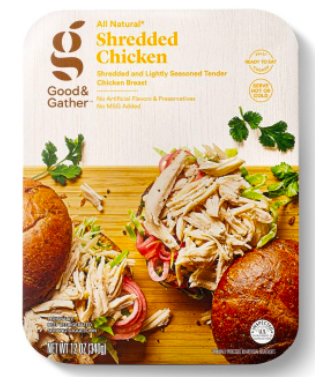 All Natural*
Shredded
Chicken
Shredded and Lightly Seasoned Tender
Chicken Breast
No Artificial Flavors & Preservatives
No MSG Added
g
Good &
Gather
READY TO EAT
SERVE
HOT OR
COLD
NET WT 12 OZ (340g)